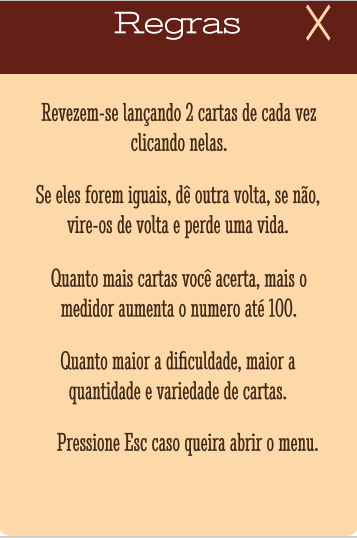 Regras X
Revezem-se lançando 2 cartas de cada vez
clicando nelas.
Se eles forem iguais, dê outra volta, se não,
vire-os de volta e perde uma vida.
Quanto mais cartas você acerta, mais o
medidor aumenta o numero até 100.
Quanto maior a dificuldade, maior a
quantidade e variedade de cartas.
Pressione Esc caso queira abrir o menu.